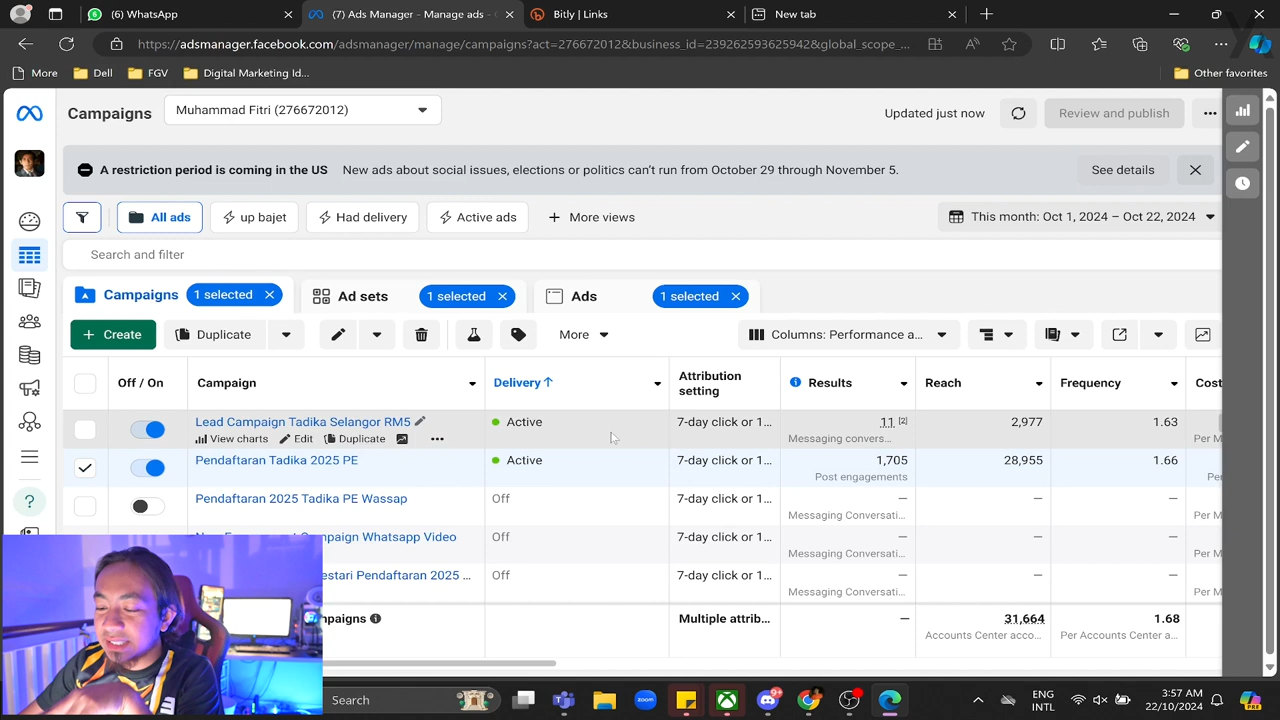 (6) WhatsApp
(7) Ads Manager - Manage ads - C
Bitly | Links
New tab
https://adsmanager.facebook.com/adsmanager/manage/campaigns?act=276672012&business_id=239262593625942&global_scope_...
More
Dell
FGV
Digital Marketing Id...
Other favorites
Campaigns
Muhammad Fitri (276672012)
Updated just now
Review and publish
A restriction period is coming in the US
New ads about social issues, elections or politics can't run from October 29 through November 5.
See details
All ads
up bajet
Had delivery
Active ads
More views
This month: Oct 1, 2024 – Oct 22, 2024
Search and filter
Campaigns
1 selected
Ad sets
1 selected
Ads
1 selected
+ Create
Duplicate
More
Columns: Performance a...
Off / On
Campaign
Delivery ↑
Attribution setting
Results
Reach
Frequency
Cost
Lead Campaign Tadika Selangor RM5
Active
7-day click or 1...
11 [2]
2,977
1.63
View charts
Edit
Duplicate
Messaging convers...
Per M
Pendaftaran Tadika 2025 PE
Active
7-day click or 1...
1,705
28,955
1.66
Post engagements
Per
Pendaftaran 2025 Tadika PE Wassap
Off
7-day click or 1...
—
—
—
Messaging Conversati...
Per M
paign Whatsapp Video
Off
7-day click or 1...
—
—
—
Messaging Conversati...
Per M
estari Pendaftaran 2025 ...
Off
7-day click or 1...
—
—
—
Messaging Conversati...
Per M
mpaigns
Multiple attrib...
—
31,664
1.68
Accounts Center acco...
Per Accounts Center a...
Search
zoom
ENG
INTL
3:57 AM
22/10/2024